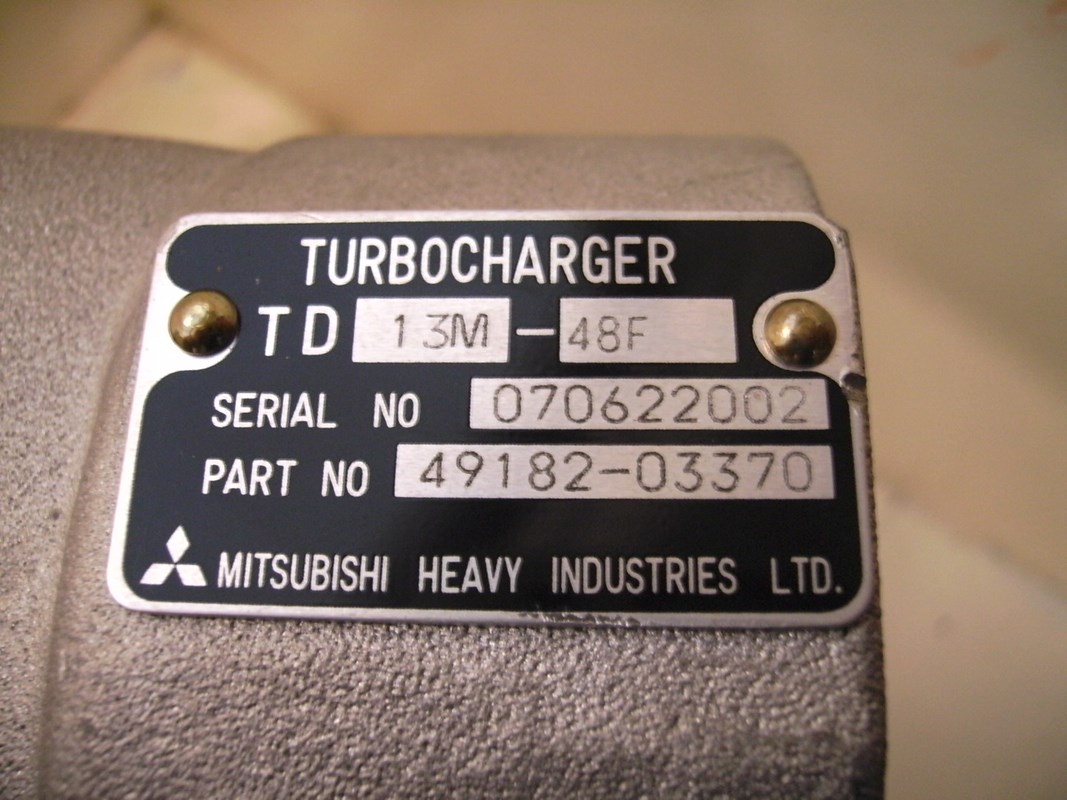 TURBOCHARGER
TD 13M-48F
SERIAL NO 070622002
PART NO 49182-03370
MITSUBISHI HEAVY INDUSTRIES LTD.